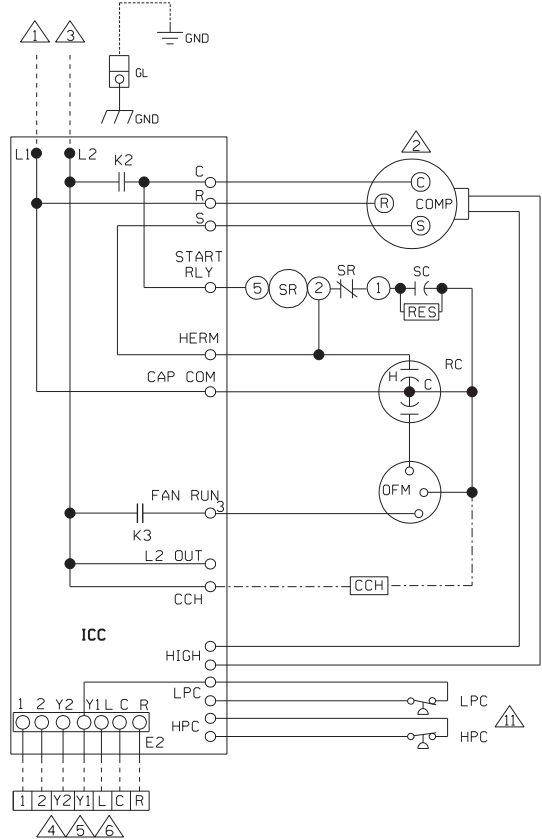 1 3
GND
GL
GND
L1 L2
K2
2
C C
R R COMP
S S
START
RLY
5 SR 2 SR 1 SC
RES
HERM
RC
H C
CAP COM
OFM
FAN RUN
3
K3
L2 OUT
CCH CCH
ICC
HIGH
LPC LPC
11
HPC HPC
1 2 Y2 Y1 L C R
E2
1 2 Y2 Y1 L C R
4 5 6